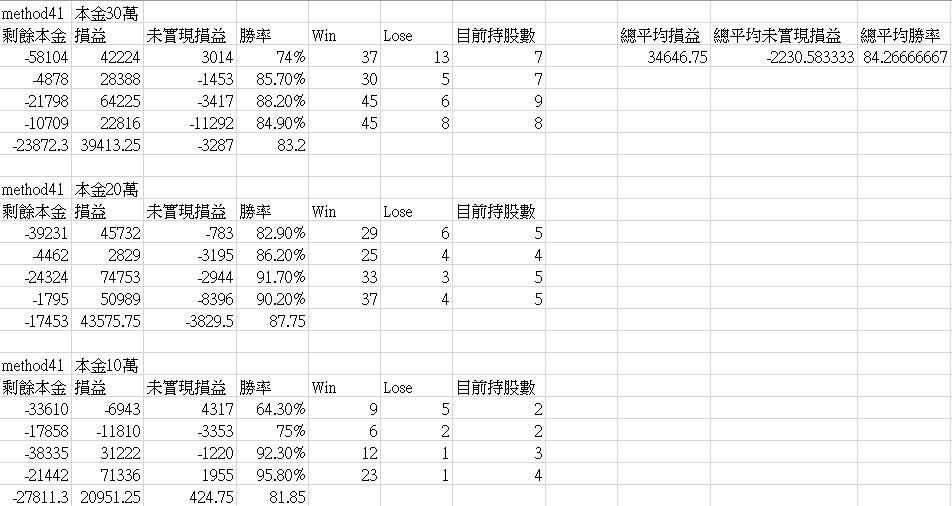 method41 本金30萬
剩餘本金 損益 未實現損益 勝率 Win Lose 目前持股數 總平均損益 總平均未實現損益 總平均勝率
-58104 42224 3014 74% 37 13 7 34646.75 -2230.583333 84.26666667
-4878 28388 -1453 85.70% 30 5 7
-21798 64225 -3417 88.20% 45 6 9
-10709 22816 -11292 84.90% 45 8 8
-23872.3 39413.25 -3287 83.2
method41 本金20萬
剩餘本金 損益 未實現損益 勝率 Win Lose 目前持股數
-39231 45732 -783 82.90% 29 6 5
-4462 2829 -3195 86.20% 25 4 4
-24324 74753 -2944 91.70% 33 3 5
-1795 50989 -8396 90.20% 37 4 5
-17453 43575.75 -3829.5 87.75
method41 本金10萬
剩餘本金 損益 未實現損益 勝率 Win Lose 目前持股數
-33610 -6943 4317 64.30% 9 5 2
-17858 -11810 -3353 75% 6 2 2
-38335 31222 -1220 92.30% 12 1 3
-21442 71336 1955 95.80% 23 1 4
-27811.3 20951.25 424.75 81.85